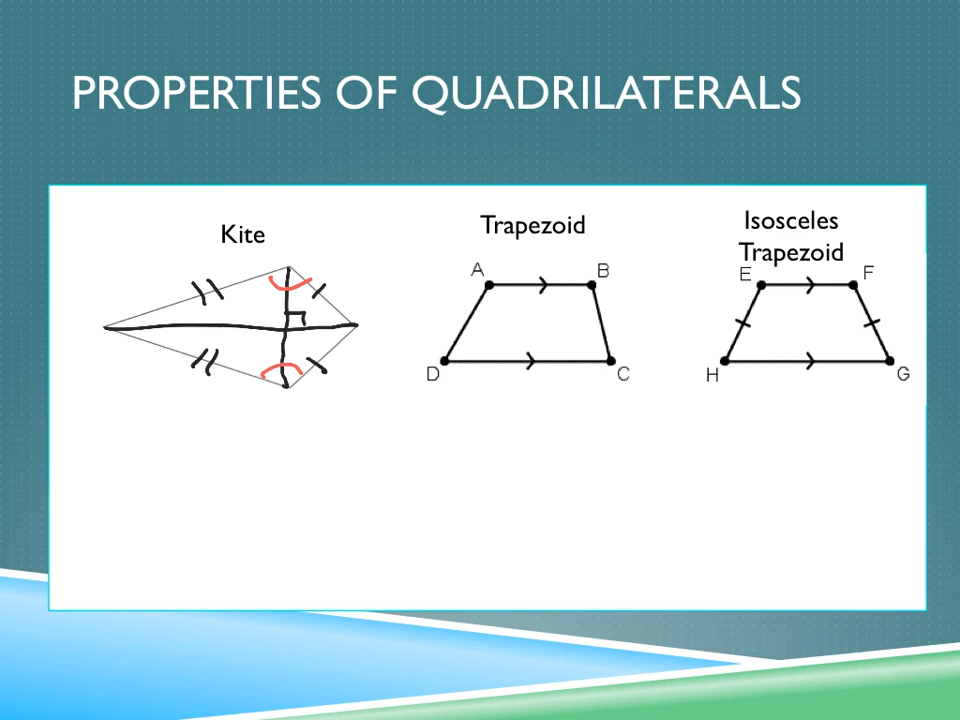 PROPERTIES OF QUADRILATERALS
Kite
Trapezoid
Isosceles
Trapezoid
A B
D C
E F
H G